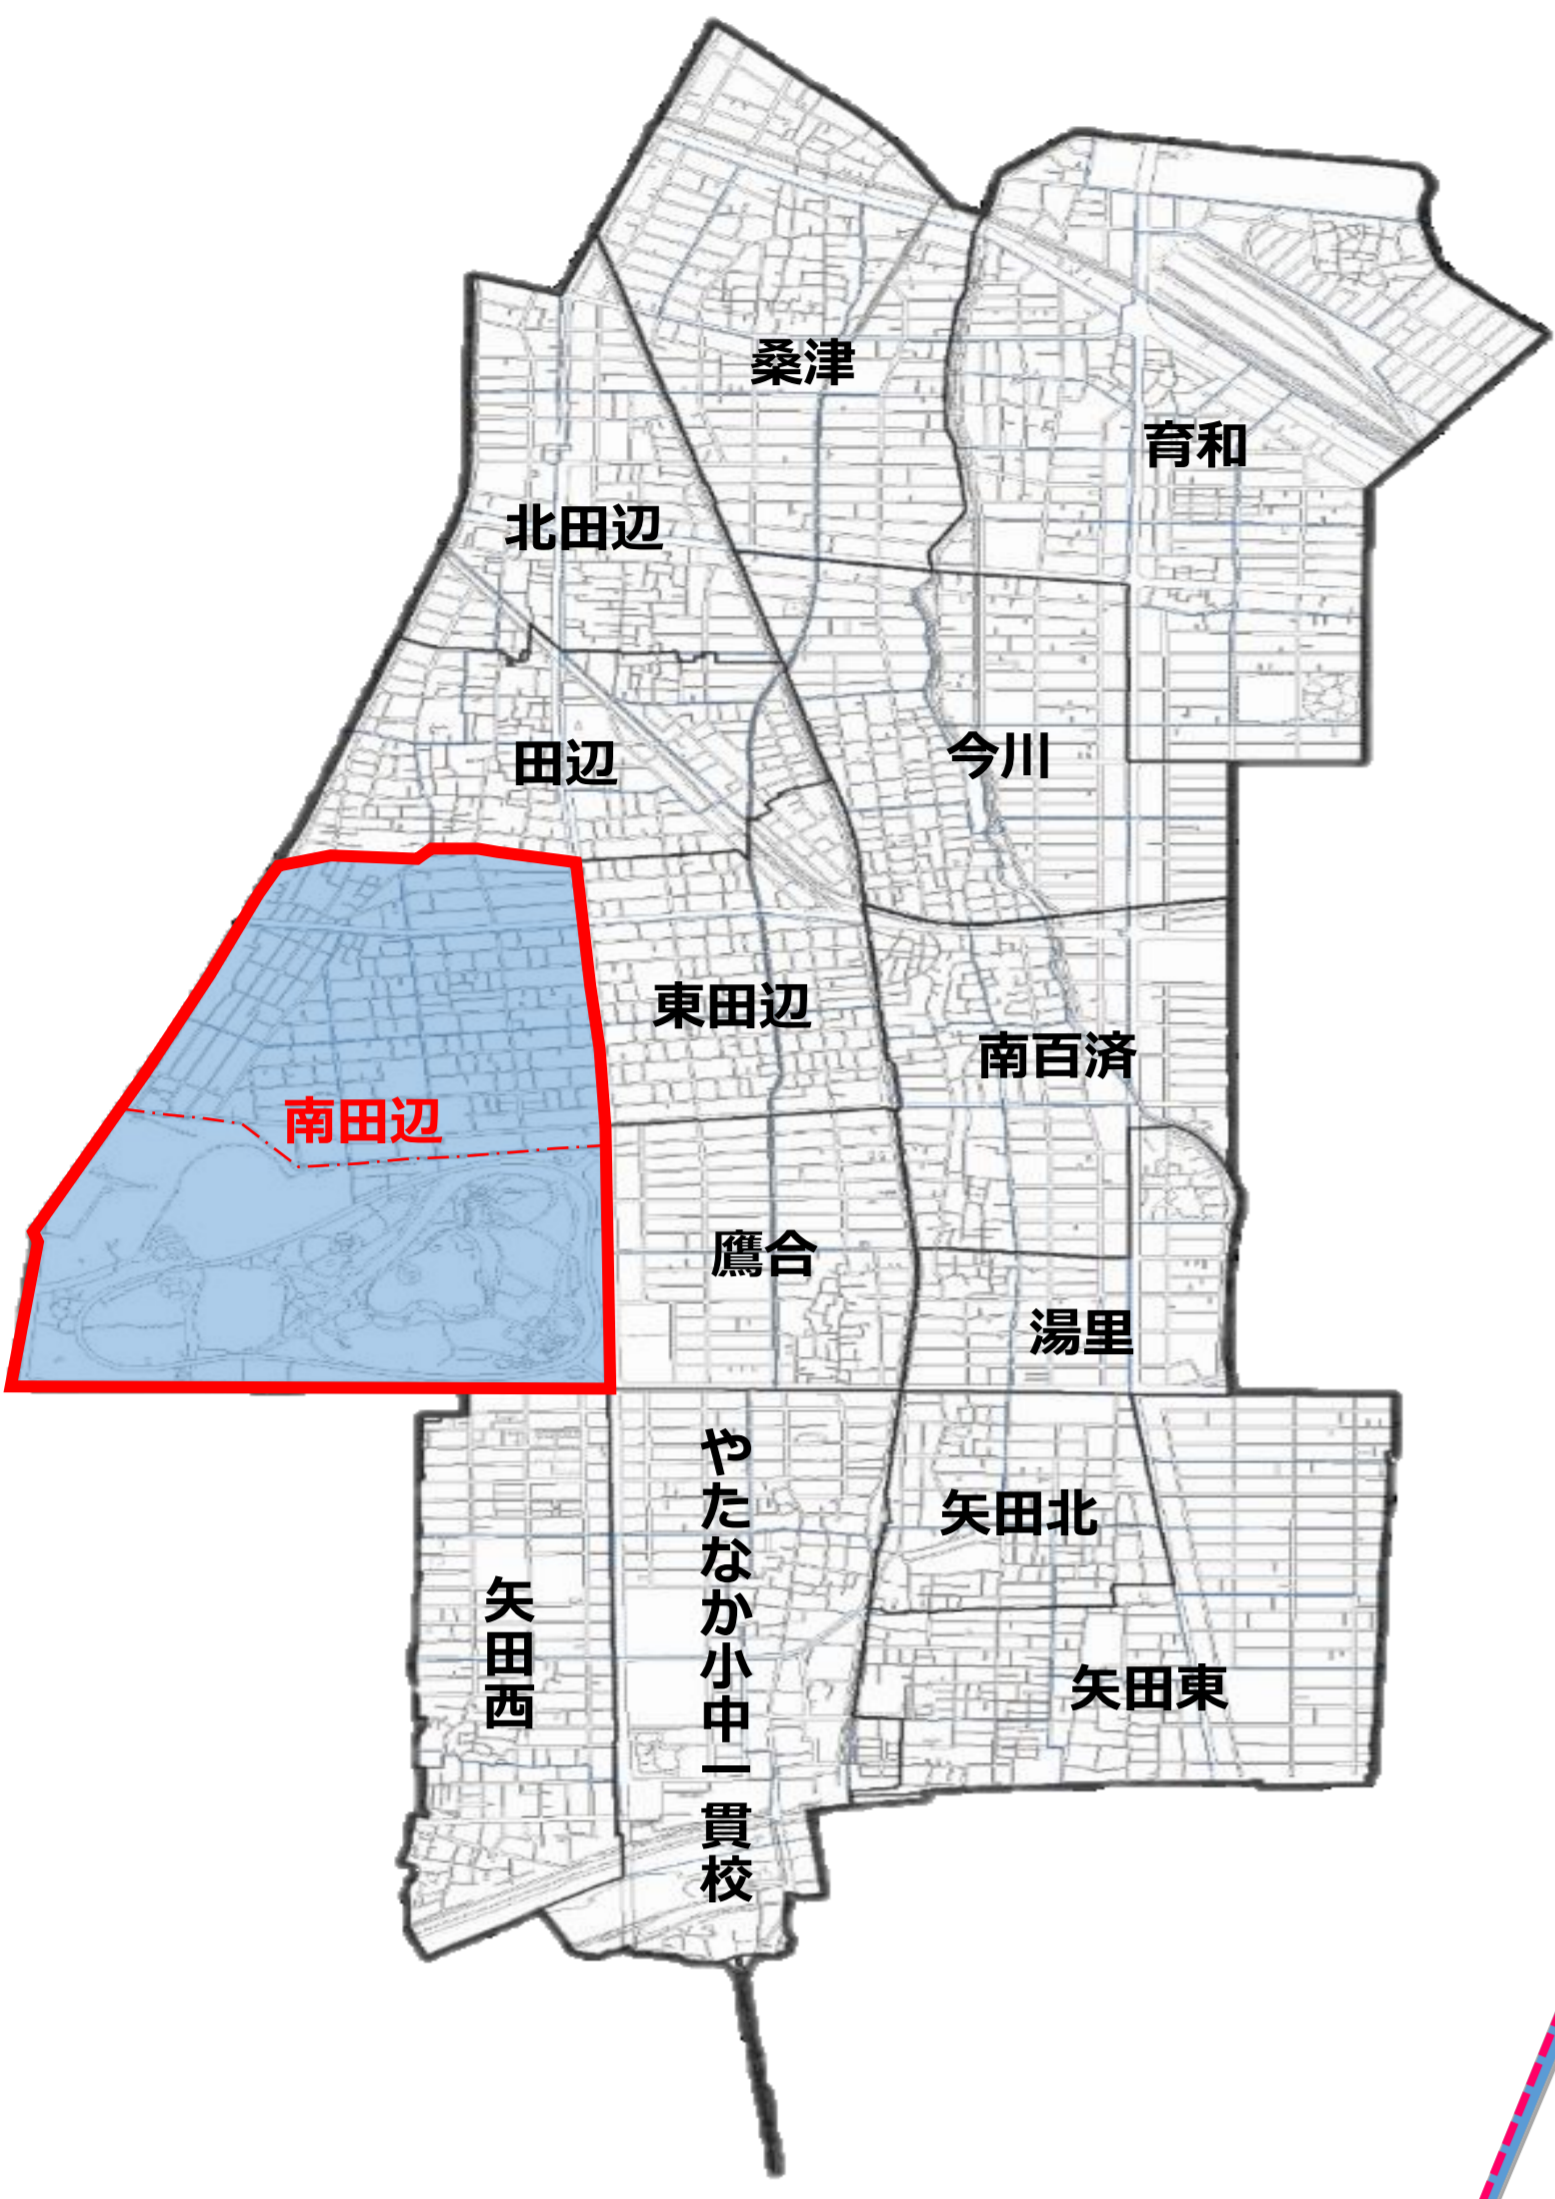 桑津
育和
北田辺
田辺
今川
東田辺
南百済
南田辺
鷹合
湯里
やたなか小中一貫校
矢田北
矢田西
矢田東